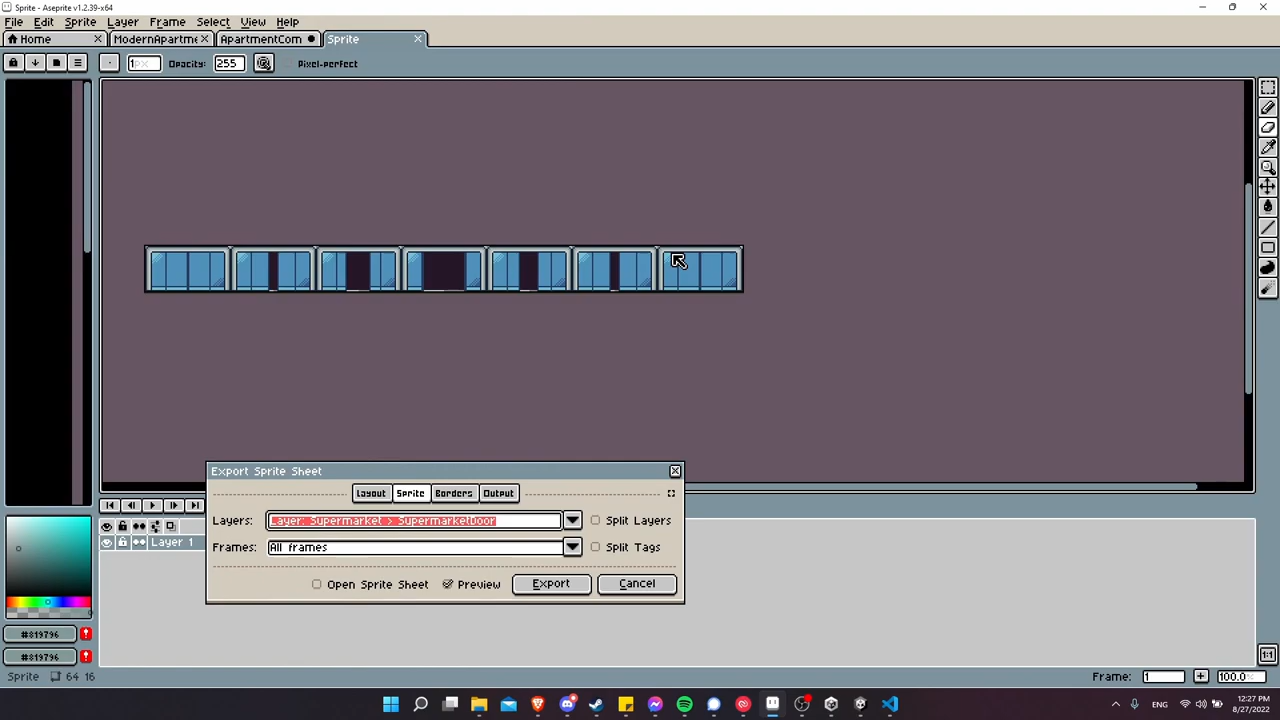 Sprite - Aseprite v1.2.39-x64
File Edit Sprite Layer Frame Select View Help
Home ModernApartme ApartmentCom Sprite
1px Opacity: 255 Pixel-perfect
Export Sprite Sheet
Layout Sprite Borders Output
Layers: Layer: Supermarket > SupermarketDoor Split Layers
Frames: All frames Split Tags
Open Sprite Sheet Preview Export Cancel
Layer 1
#819796
#819796
1:1
Sprite 64 16 Frame: 1 100.0
ENG 12:27 PM
8/27/2022